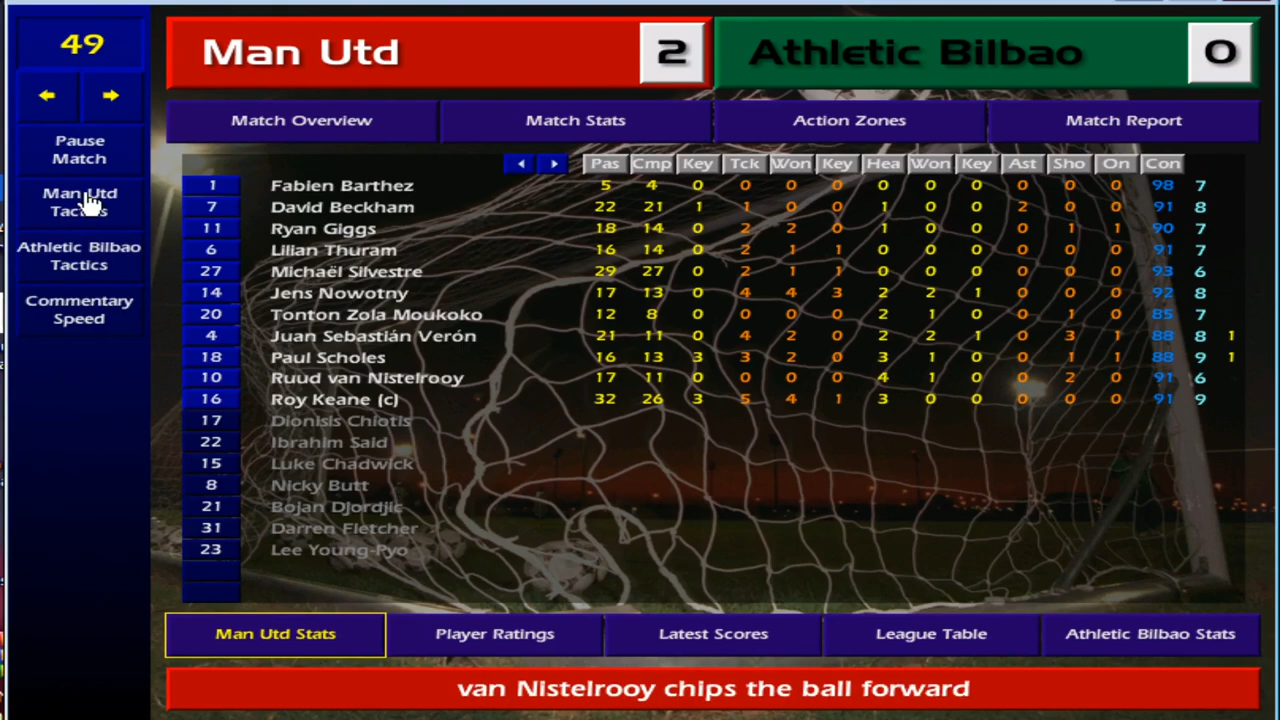 49
Man Utd 2 Athletic Bilbao 0
Pause Match
Man Utd Tactics
Athletic Bilbao Tactics
Commentary Speed
Match Overview Match Stats Action Zones Match Report
Pas Cmp Key Tck Won Key Hea Won Key Ast Sho On Con
1 Fabien Barthez 5 4 0 0 0 0 0 0 0 0 0 0 98 7
7 David Beckham 22 21 1 1 0 0 1 0 0 2 0 0 91 8
11 Ryan Giggs 18 14 0 2 2 0 1 0 0 0 1 1 90 7
6 Lilian Thuram 16 14 0 2 1 1 0 0 0 0 0 0 91 7
27 Michaël Silvestre 29 27 0 2 1 1 0 0 0 0 0 0 93 6
14 Jens Nowotny 17 13 0 4 4 3 2 2 1 0 0 0 92 8
20 Tonton Zola Moukoko 12 8 0 0 0 0 2 1 0 0 1 0 85 7
4 Juan Sebastián Verón 21 11 0 4 2 0 2 2 1 0 3 1 88 8 1
18 Paul Scholes 16 13 3 3 2 0 3 1 0 0 1 1 88 9 1
10 Ruud van Nistelrooy 17 11 0 0 0 0 4 1 0 0 2 0 91 6
16 Roy Keane (c) 32 26 3 5 4 1 3 0 0 0 0 0 91 9
17 Dionisis Chiotis
22 Ibrahim Said
15 Luke Chadwick
8 Nicky Butt
21 Bojan Djordjic
31 Darren Fletcher
23 Lee Young-Pyo
Man Utd Stats Player Ratings Latest Scores League Table Athletic Bilbao Stats
van Nistelrooy chips the ball forward